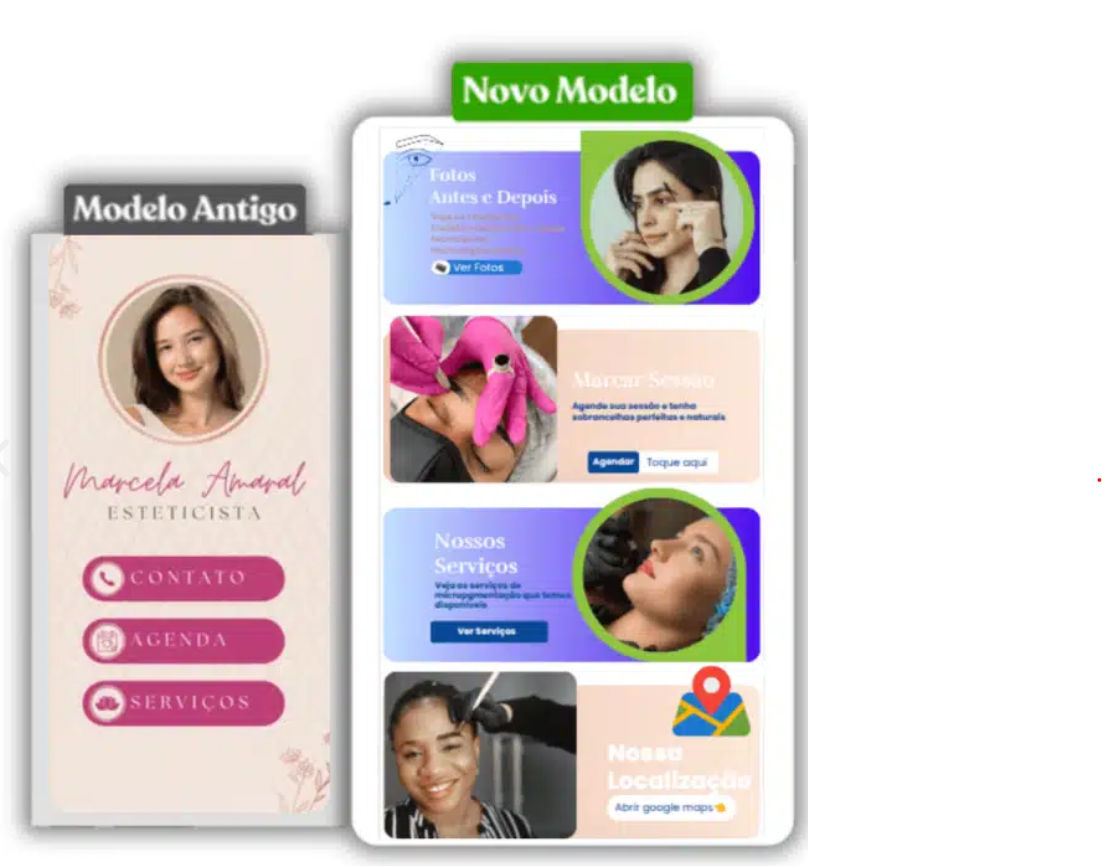 Novo Modelo
Modelo Antigo
Marcela Amaral
ESTETICISTA
CONTATO
AGENDA
SERVIÇOS
Fotos
Antes e Depois
Ver Fotos
Marcar Sessão
Agende sua sessão e tenha
sobrancelhas perfeitas e naturais
Agendar
Toque aqui
Nossos
Serviços
Veja os serviços de
micropgmentação que temos
disponíveis
Ver Serviços
Nossa
Localização
Abrir google maps